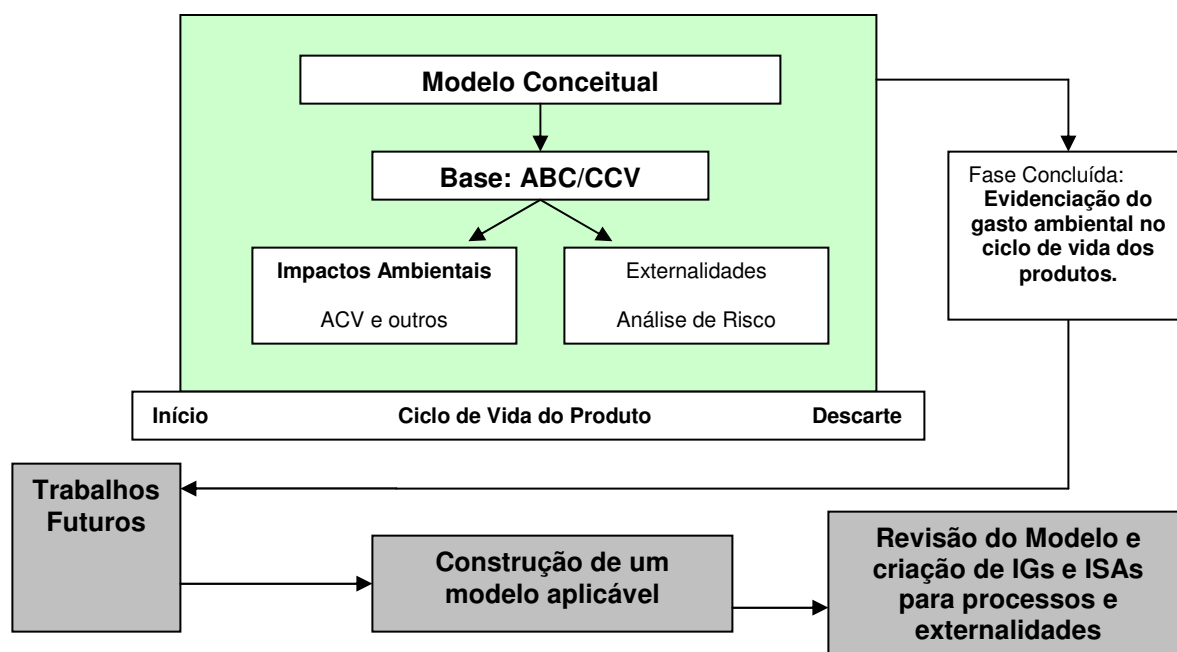 Modelo Conceitual
Base: ABC/CCV
Impactos Ambientais
ACV e outros
Externalidades
Análise de Risco
Fase Concluída:
Evidenciação do
gasto ambiental no
ciclo de vida dos
produtos.
Início Ciclo de Vida do Produto Descarte
Trabalhos
Futuros
Construção de um
modelo aplicável
Revisão do Modelo e
criação de IGs e ISAs
para processos e
externalidades